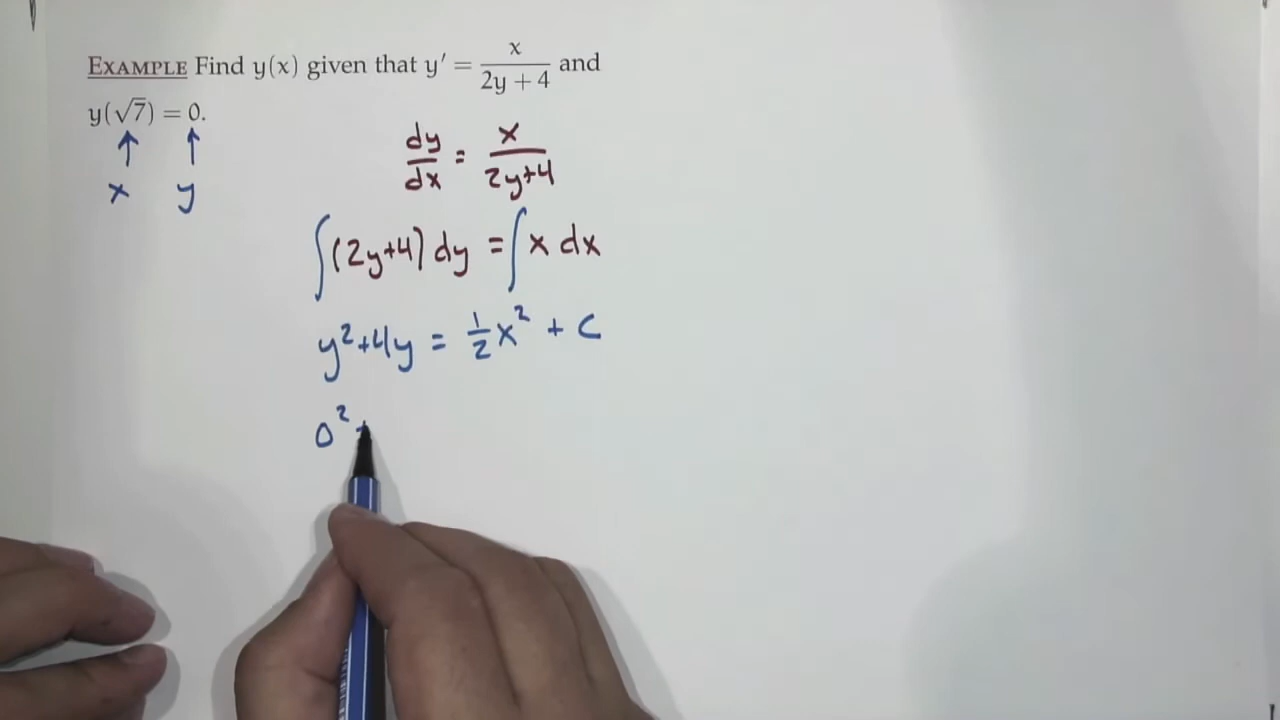 EXAMPLE Find y(x) given that y′ = x/(2y + 4) and
y(√7) = 0.
↑ ↑
x y
dy/dx = x/(2y+4)
∫(2y+4) dy = ∫x dx
y²+4y = ½x² + C
0² +